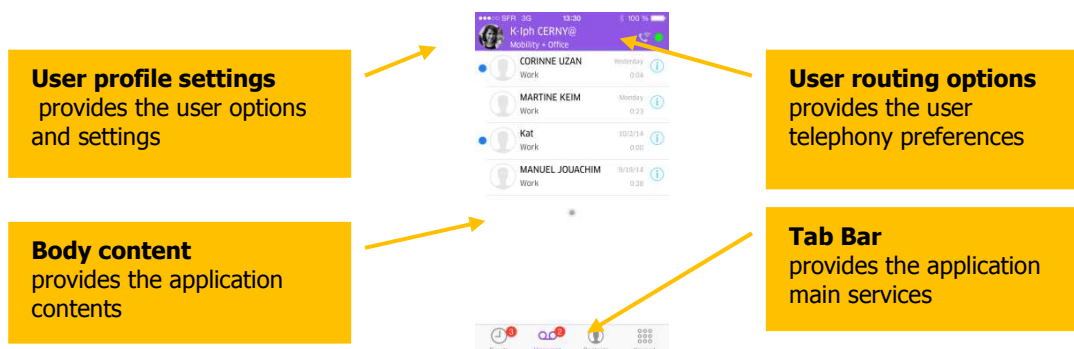 SFR 3G 13:30 100 %
K-Iph CERNY@
Mobility + Office
CORINNE UZAN Yesterday
Work 0:04
MARTINE KEIM Monday
Work 0:23
Kat 10/2/14
Work 0:00
MANUEL JOUACHIM 9/19/14
Work 0:38
3 2
User profile settings
provides the user options
and settings
Body content
provides the application
contents
User routing options
provides the user
telephony preferences
Tab Bar
provides the application
main services